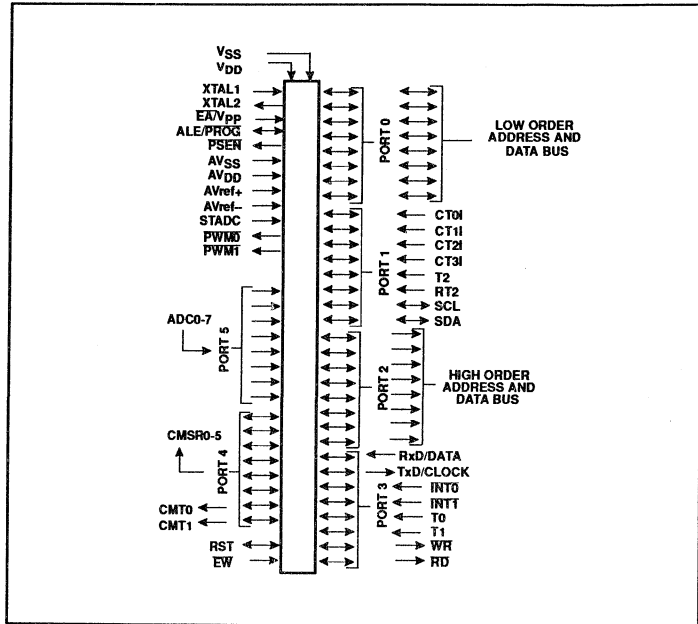 VSS
VDD
XTAL1
XTAL2
EA/VPP
ALE/PROG
PSEN
AVSS
AVDD
AVref+
AVref–
STADC
PWM0
PWM1
ADC0-7
PORT 5
CMSR0-5
PORT 4
CMT0
CMT1
RST
EW
PORT 0
LOW ORDER
ADDRESS AND
DATA BUS
PORT 1
CT0I
CT1I
CT2I
CT3I
T2
RT2
SCL
SDA
PORT 2
HIGH ORDER
ADDRESS AND
DATA BUS
PORT 3
RxD/DATA
TxD/CLOCK
INT0
INT1
T0
T1
WR
RD